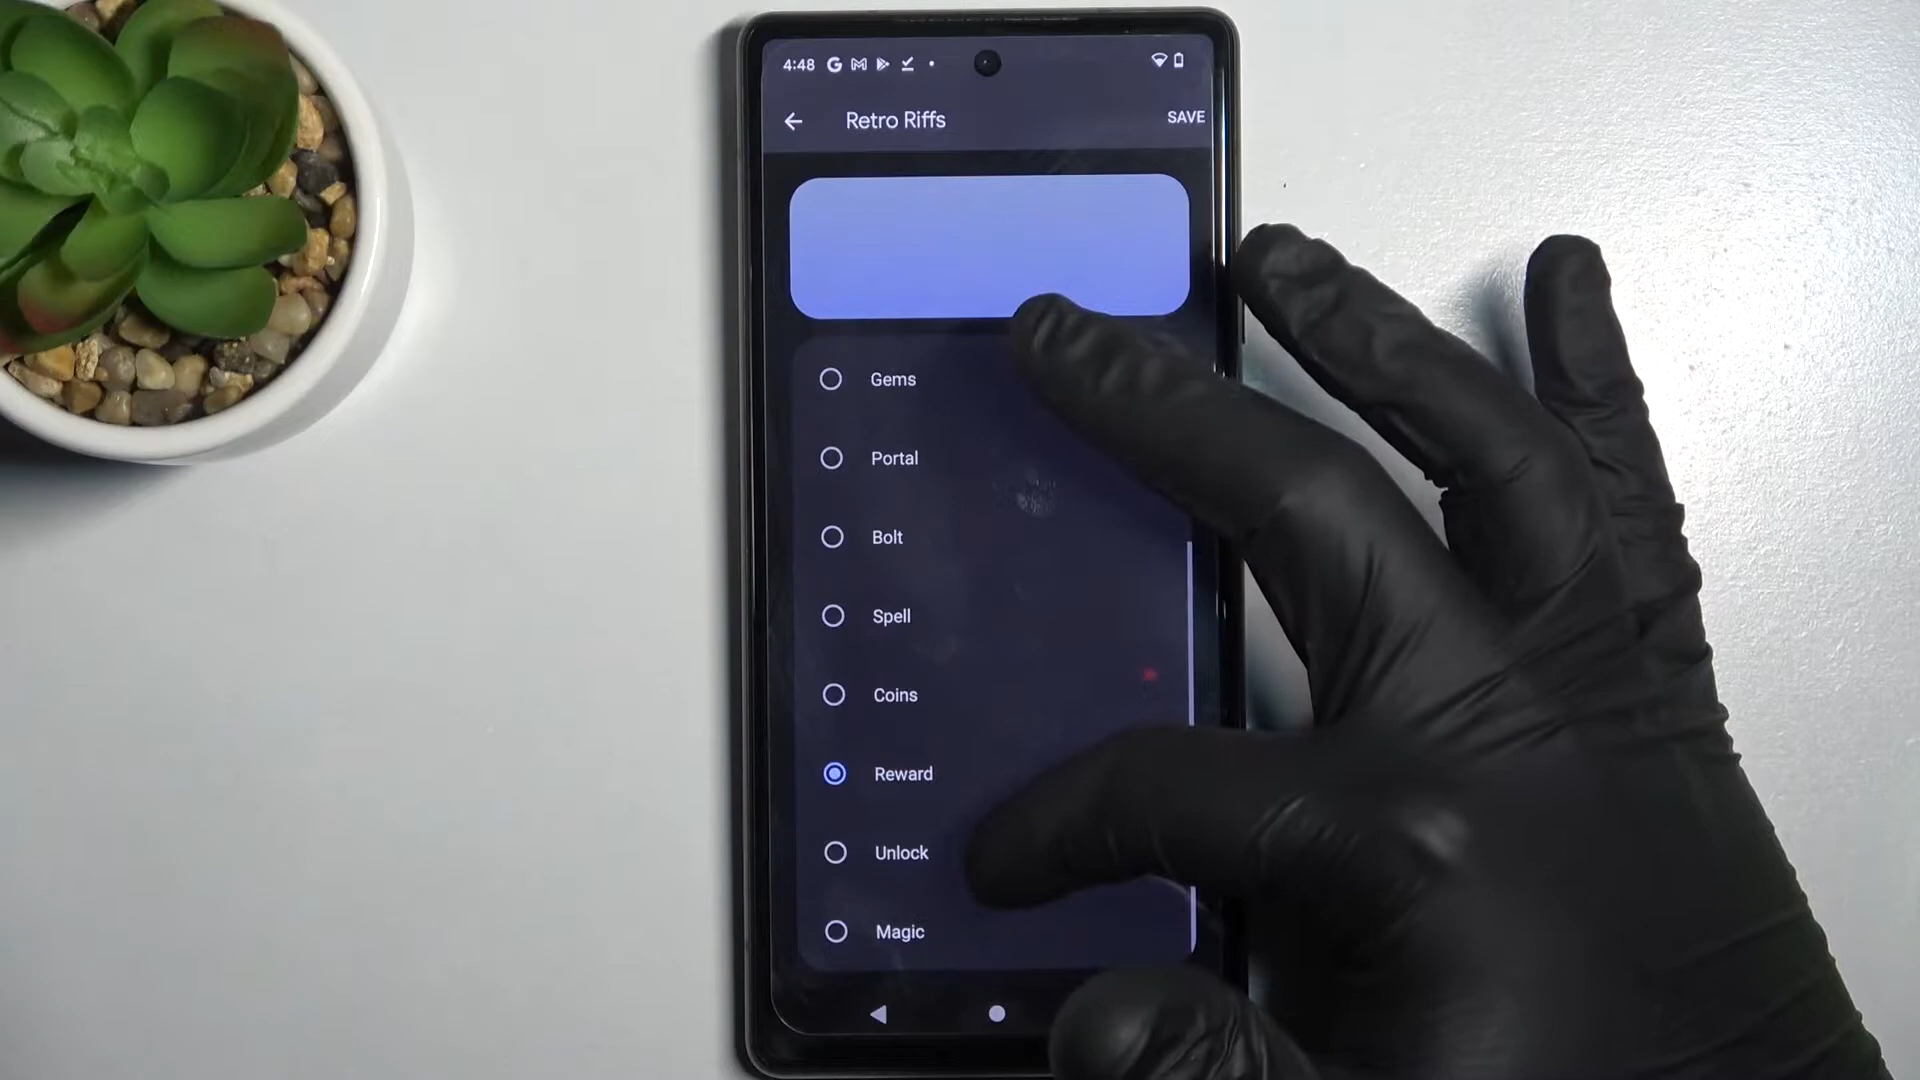 4:48
Retro Riffs
SAVE
Gems
Portal
Bolt
Spell
Coins
Reward
Unlock
Magic